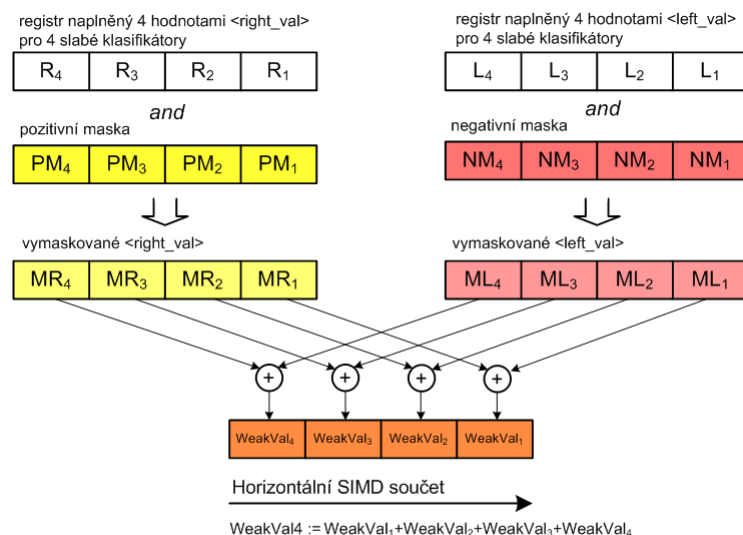 registr naplněný 4 hodnotami <right_val>
pro 4 slabé klasifikátory
R4 R3 R2 R1
and
pozitivní maska
PM4 PM3 PM2 PM1
vymaskované <right_val>
MR4 MR3 MR2 MR1
registr naplněný 4 hodnotami <left_val>
pro 4 slabé klasifikátory
L4 L3 L2 L1
and
negativní maska
NM4 NM3 NM2 NM1
vymaskované <left_val>
ML4 ML3 ML2 ML1
+ + + +
WeakVal4 WeakVal3 WeakVal2 WeakVal1
Horizontální SIMD součet
WeakVal4 := WeakVal1+WeakVal2+WeakVal3+WeakVal4